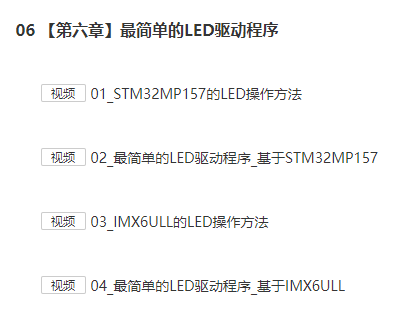 06 【第六章】最简单的LED驱动程序
视频 01_STM32MP157的LED操作方法
视频 02_最简单的LED驱动程序_基于STM32MP157
视频 03_IMX6ULL的LED操作方法
视频 04_最简单的LED驱动程序_基于IMX6ULL